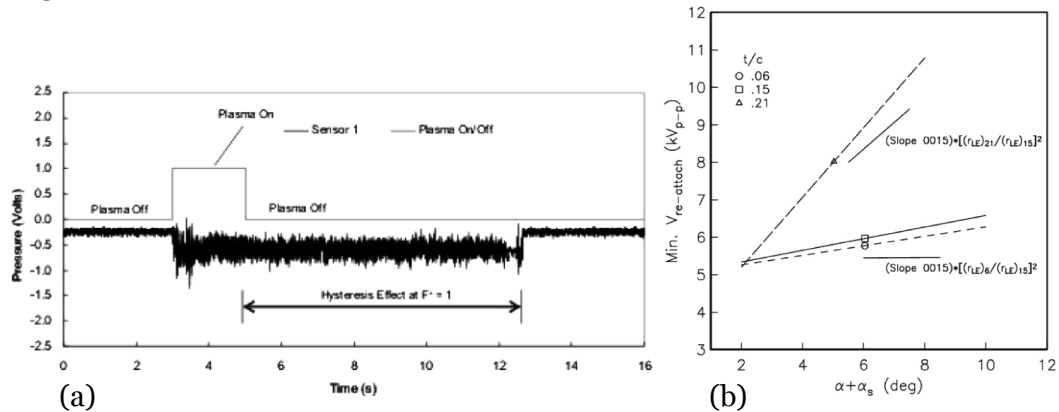 2.5
2.0
1.5
1.0
0.5
0.0
-0.5
-1.0
-1.5
-2.0
-2.5
Pressure (Volts)
Plasma On
Sensor 1
Plasma On/Off
Plasma Off
Plasma Off
Hysteresis Effect at F⁺ = 1
0 2 4 6 8 10 12 14 16
Time (s)
(a)
12
11
10
9
8
7
6
5
4
3
Min. V_re-attach (kV_p-p)
t/c
.06
.15
.21
(Slope 0015)*[(r_LE)_21/(r_LE)_15]²
(Slope 0015)*[(r_LE)_6/(r_LE)_15]²
2 4 6 8 10 12
α+α_s (deg)
(b)